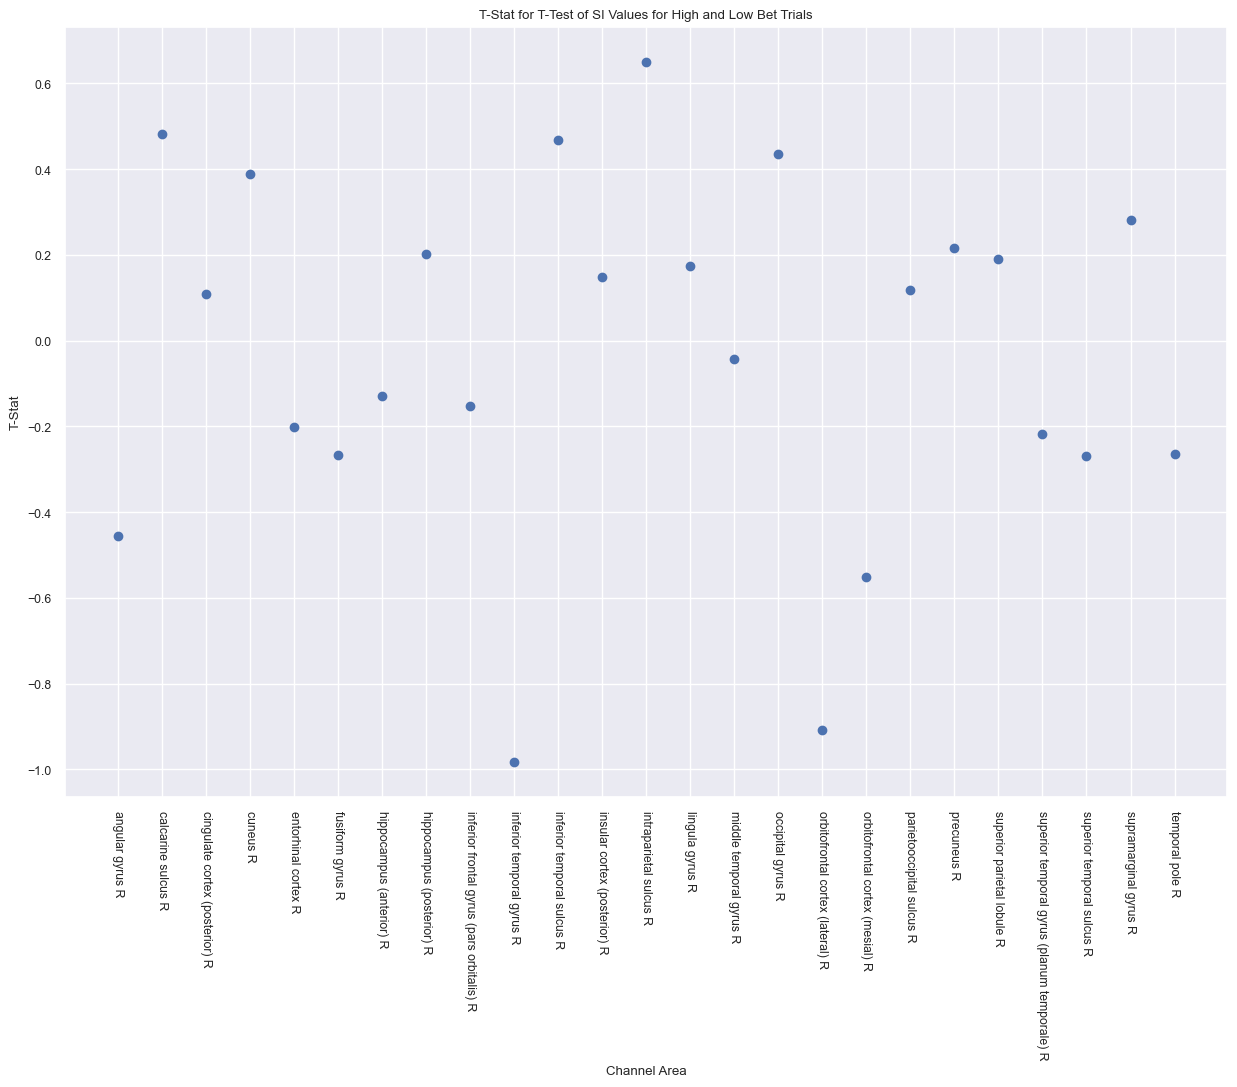 T-Stat for T-Test of SI Values for High and Low Bet Trials
0.6
0.4
0.2
0.0
−0.2
−0.4
−0.6
−0.8
−1.0
T-Stat
angular gyrus R
calcarine sulcus R
cingulate cortex (posterior) R
cuneus R
entorhinal cortex R
fusiform gyrus R
hippocampus (anterior) R
hippocampus (posterior) R
inferior frontal gyrus (pars orbitalis) R
inferior temporal gyrus R
inferior temporal sulcus R
insular cortex (posterior) R
intraparietal sulcus R
lingula gyrus R
middle temporal gyrus R
occipital gyrus R
orbitofrontal cortex (lateral) R
orbitofrontal cortex (mesial) R
parietooccipital sulcus R
precuneus R
superior parietal lobule R
superior temporal gyrus (planum temporale) R
superior temporal sulcus R
supramarginal gyrus R
temporal pole R
Channel Area